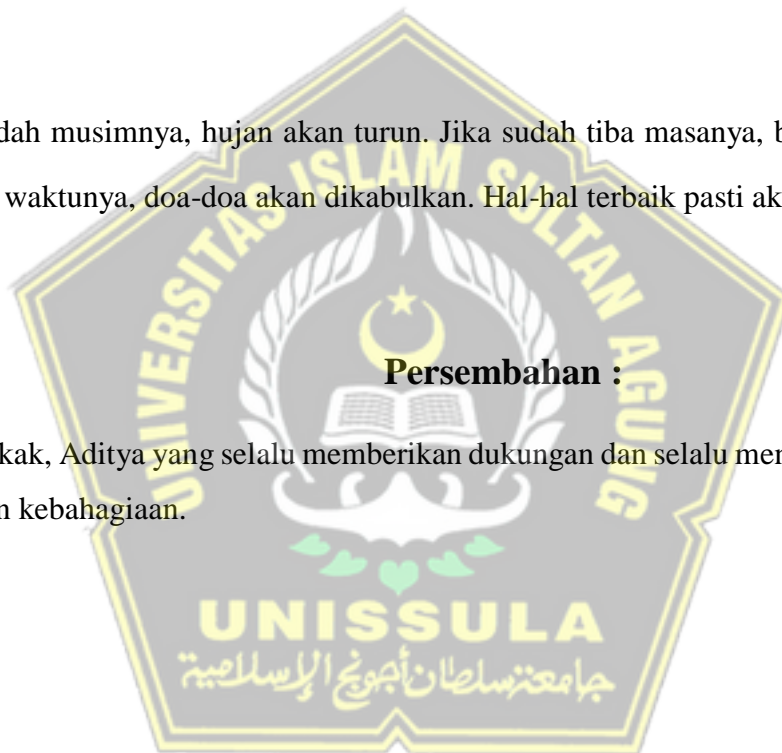 dah musimnya, hujan akan turun. Jika sudah tiba masanya, b
waktunya, doa-doa akan dikabulkan. Hal-hal terbaik pasti ak
Persembahan :
kak, Aditya yang selalu memberikan dukungan dan selalu mer
n kebahagiaan.
UNIVERSITAS ISLAM SULTAN AGUNG
UNISSULA
جامعة سلطان أجونج الإسلامية